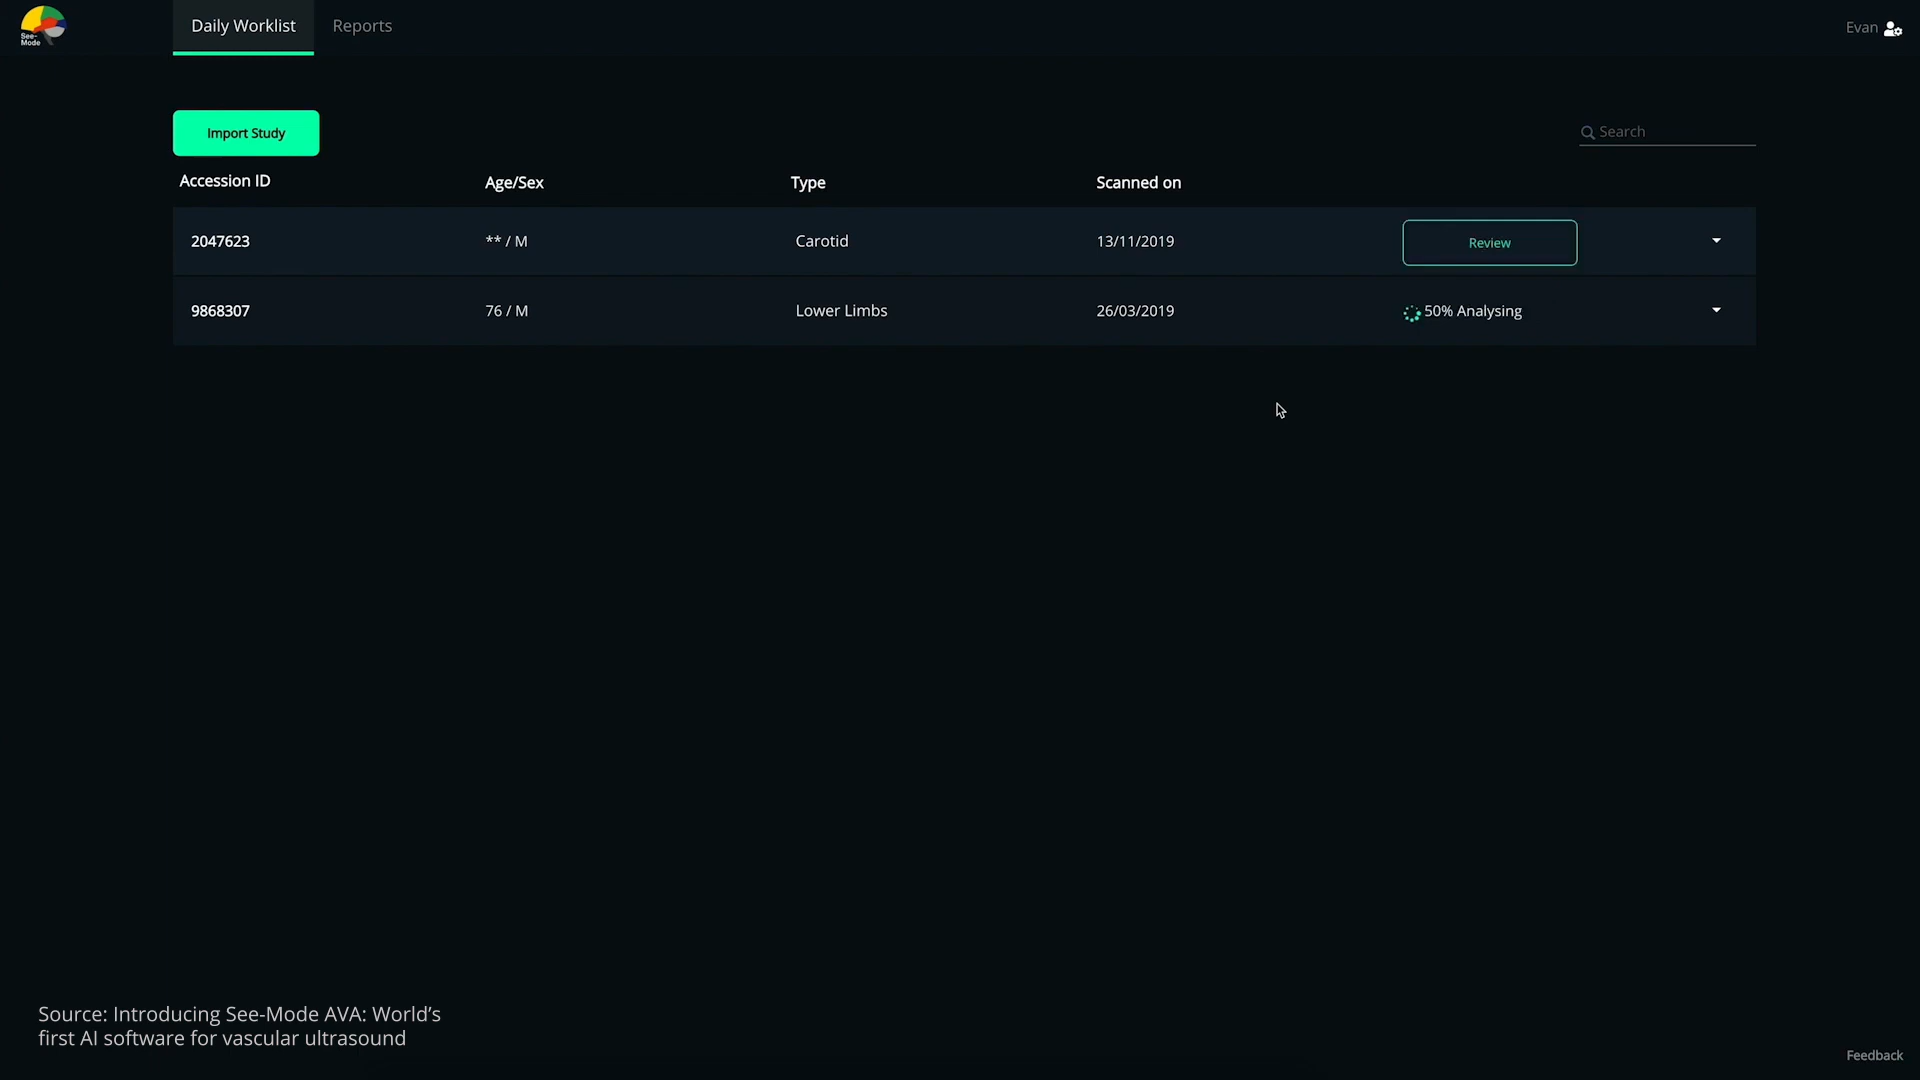 See-
Mode
Daily Worklist
Reports
Evan
Import Study
Search
Accession ID
Age/Sex
Type
Scanned on
2047623
** / M
Carotid
13/11/2019
Review
9868307
76 / M
Lower Limbs
26/03/2019
50% Analysing
Source: Introducing See-Mode AVA: World’s
first AI software for vascular ultrasound
Feedback